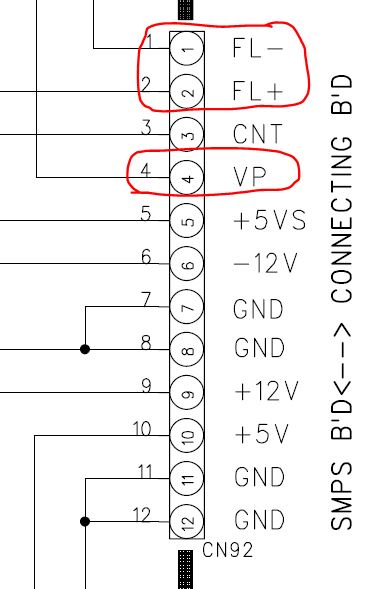 1 1 FL-
2 2 FL+
3 3 CNT
4 4 VP
5 5 +5VS
6 6 -12V
7 7 GND
8 8 GND
9 9 +12V
10 10 +5V
11 11 GND
12 12 GND
CN92
SMPS B'D<--> CONNECTING B'D